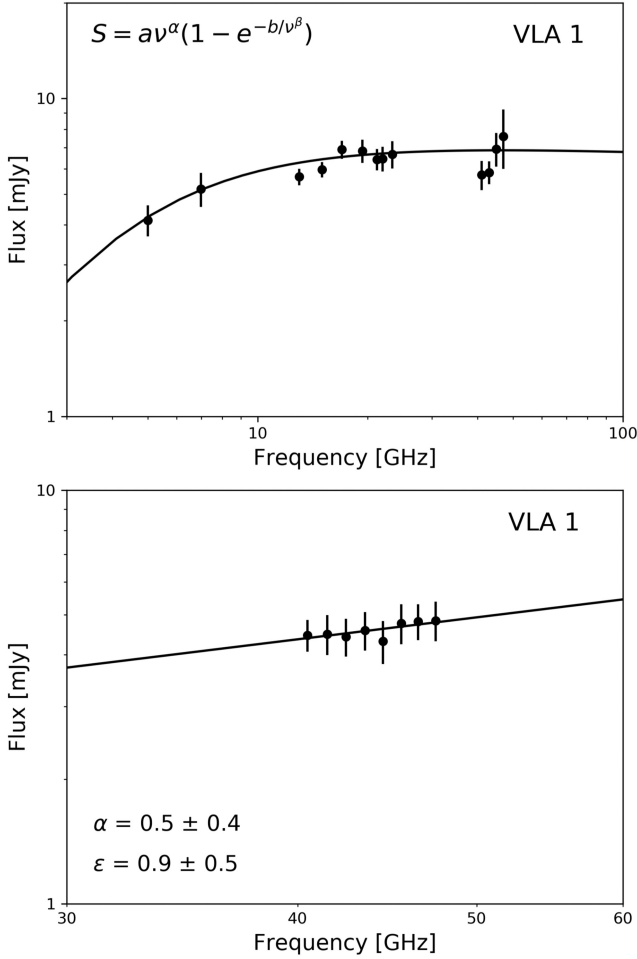 S = aν^α(1 − e^{−b/ν^β})
VLA 1
10
1
Flux [mJy]
10
100
Frequency [GHz]
VLA 1
10
1
Flux [mJy]
α = 0.5 ± 0.4
ε = 0.9 ± 0.5
30
40
50
60
Frequency [GHz]